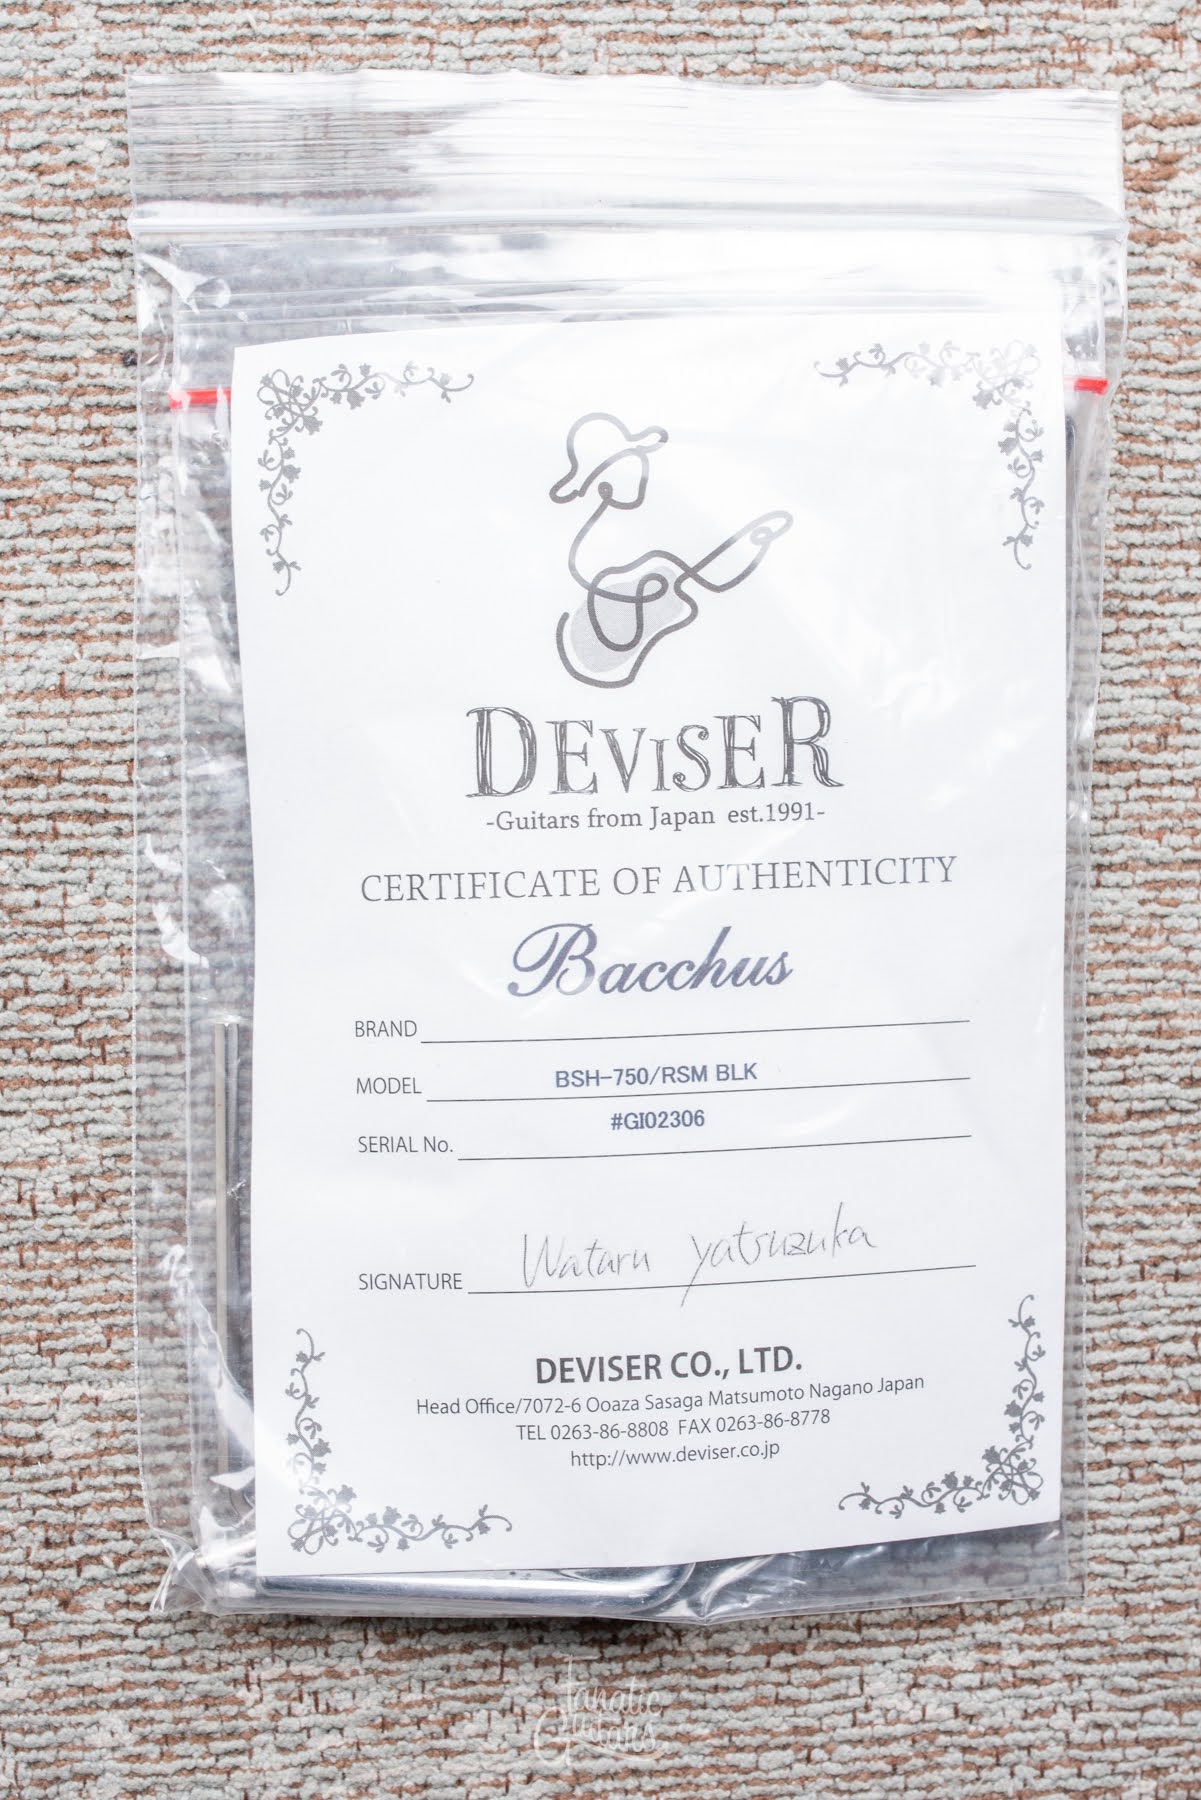 DEVISER
-Guitars from Japan est.1991-
CERTIFICATE OF AUTHENTICITY
Bacchus
BRAND
MODEL BSH-750/RSM BLK
SERIAL No. #GI02306
SIGNATURE Wataru Yatsuzuka
DEVISER CO., LTD.
Head Office/7072-6 Ooaza Sasaga Matsumoto Nagano Japan
TEL 0263-86-8808 FAX 0263-86-8778
http://www.deviser.co.jp
Fanatic
Guitars